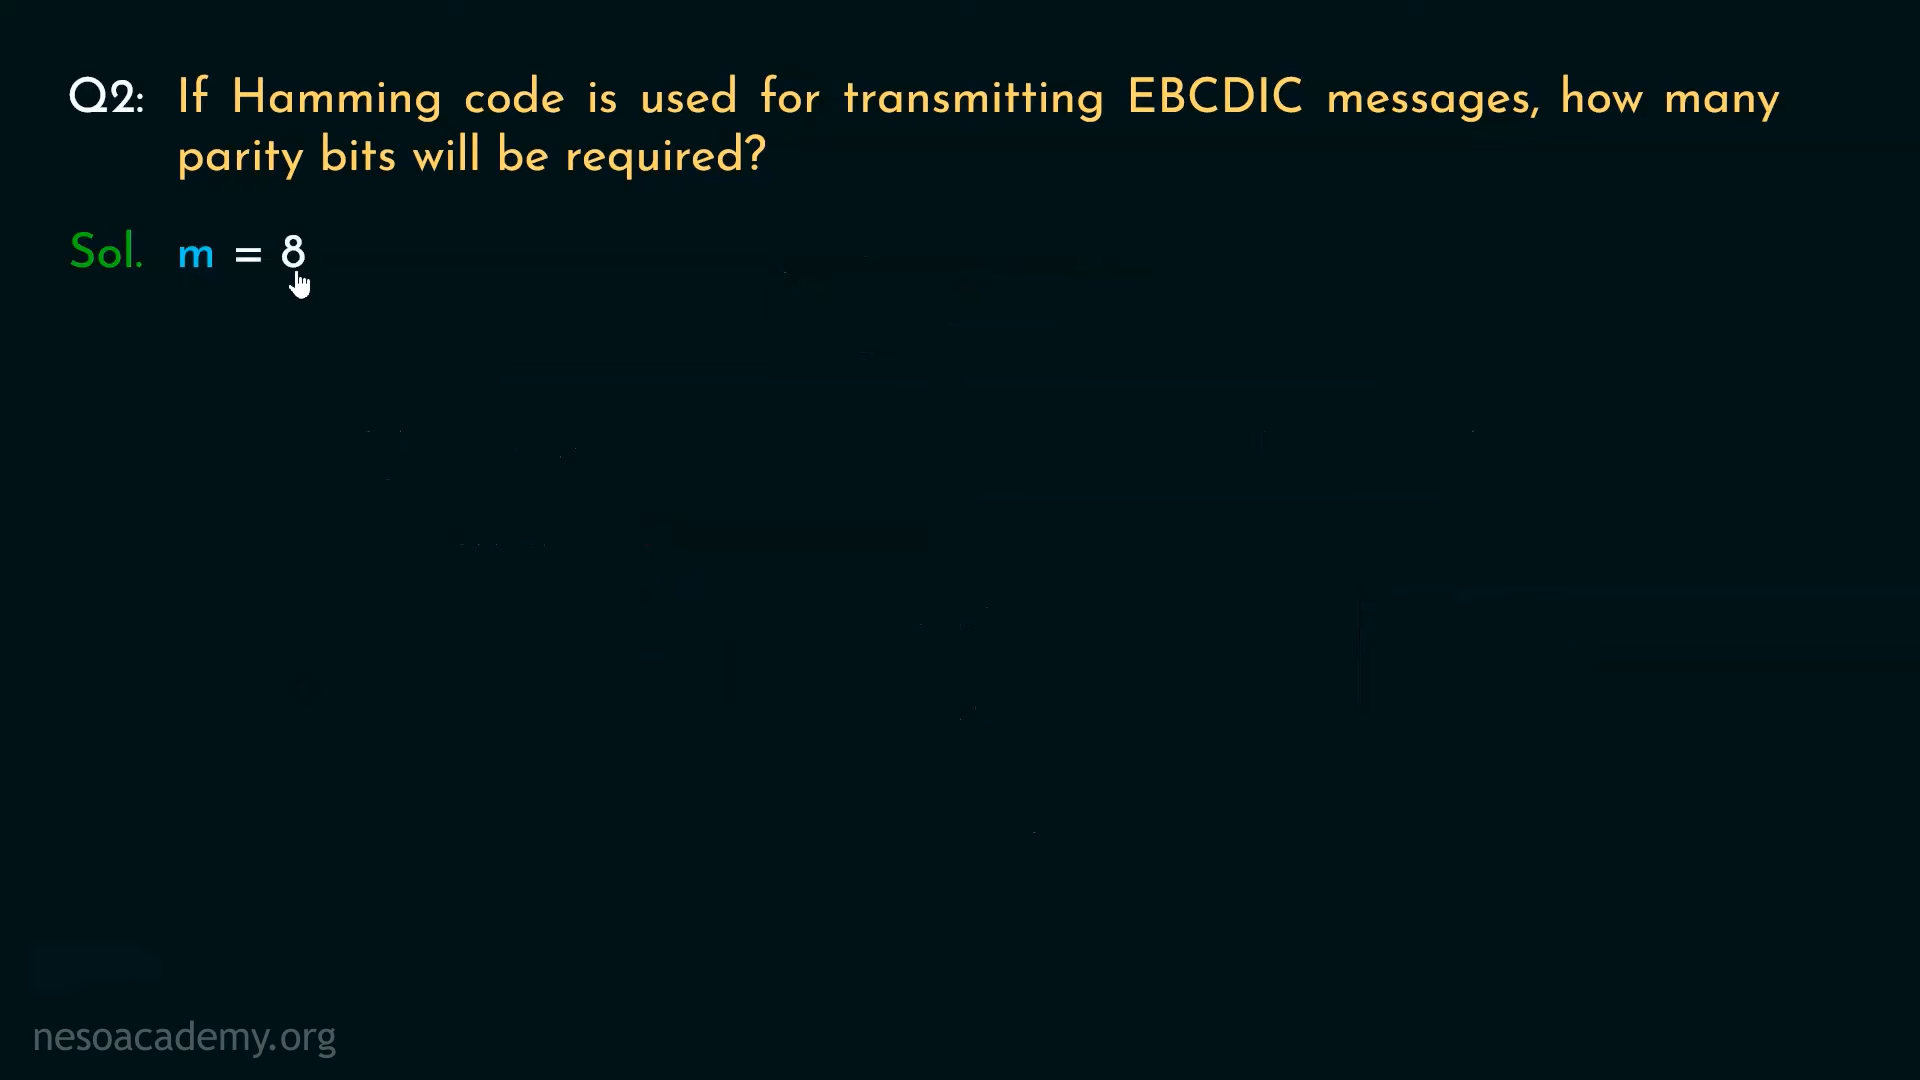 Q2: If Hamming code is used for transmitting EBCDIC messages, how many
parity bits will be required?
Sol. m = 8
nesoacademy.org